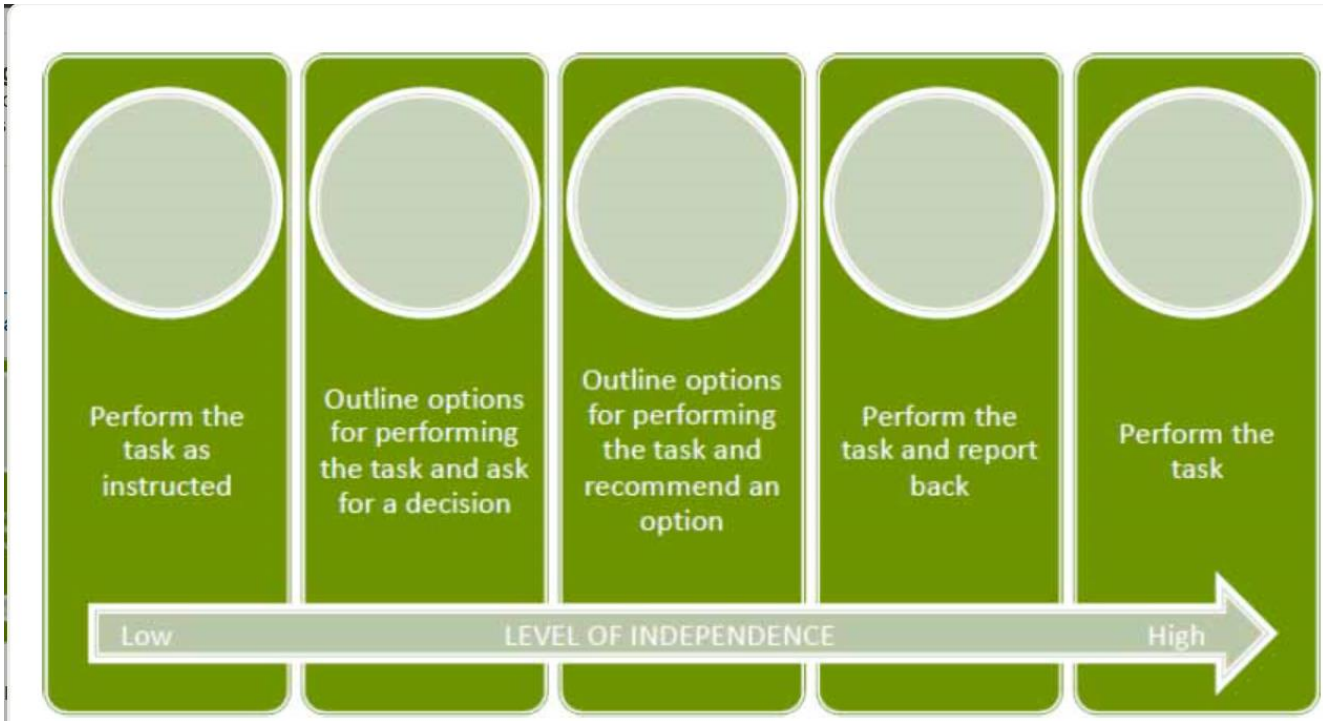 Perform the
task as
instructed
Outline options
for performing
the task and ask
for a decision
Outline options
for performing
the task and
recommend an
option
Perform the
task and report
back
Perform the
task
Low
LEVEL OF INDEPENDENCE
High